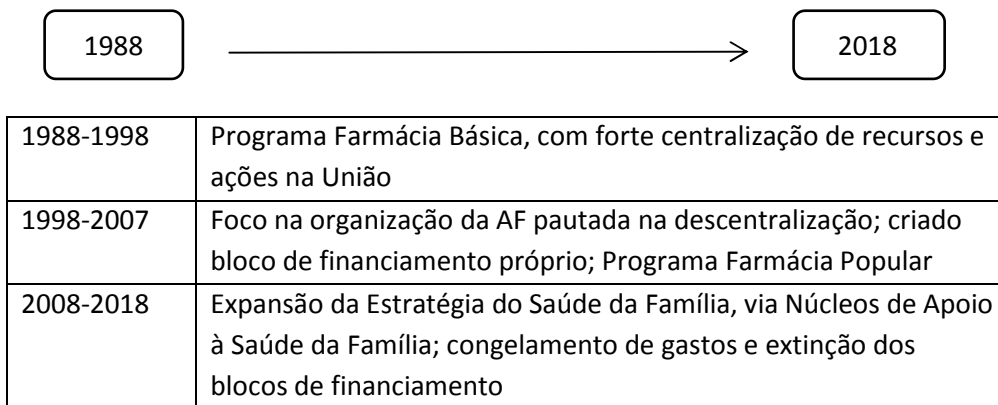 1988
2018
1988-1998
Programa Farmácia Básica, com forte centralização de recursos e
ações na União
1998-2007
Foco na organização da AF pautada na descentralização; criado
bloco de financiamento próprio; Programa Farmácia Popular
2008-2018
Expansão da Estratégia do Saúde da Família, via Núcleos de Apoio
à Saúde da Família; congelamento de gastos e extinção dos
blocos de financiamento